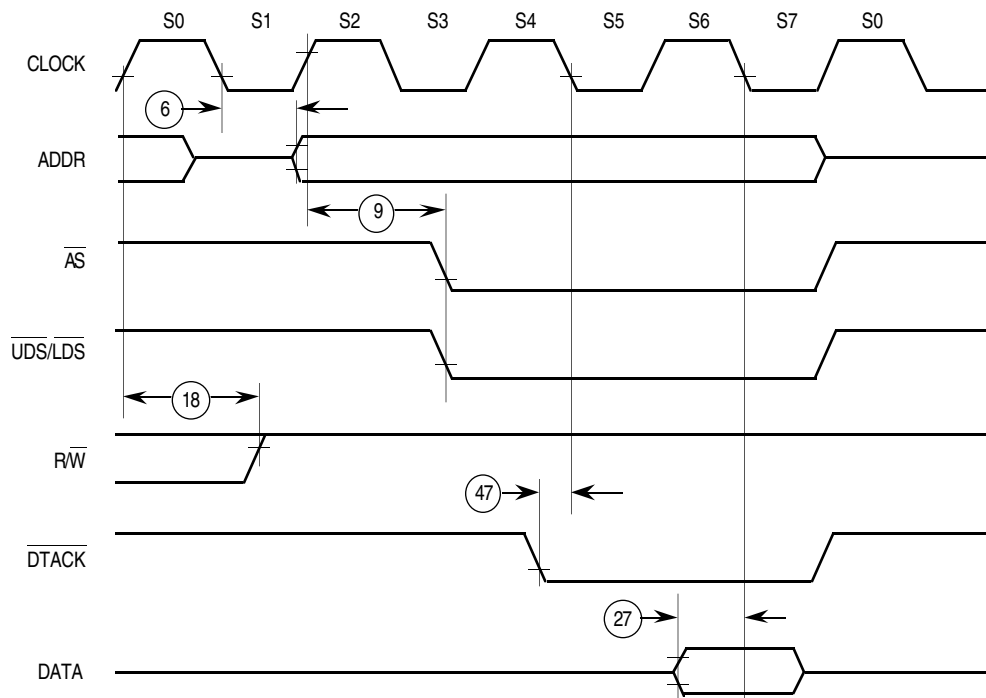 S0 S1 S2 S3 S4 S5 S6 S7 S0
CLOCK
6
ADDR
9
AS
UDS/LDS
18
R/W
47
DTACK
27
DATA